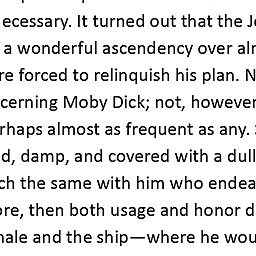 ecessary. It turned out that the J
a wonderful ascendency over al
re forced to relinquish his plan. N
cerning Moby Dick; not, however
rhaps almost as frequent as any.
d, damp, and covered with a dull
ch the same with him who endea
ore, then both usage and honor d
hale and the ship—where he wou